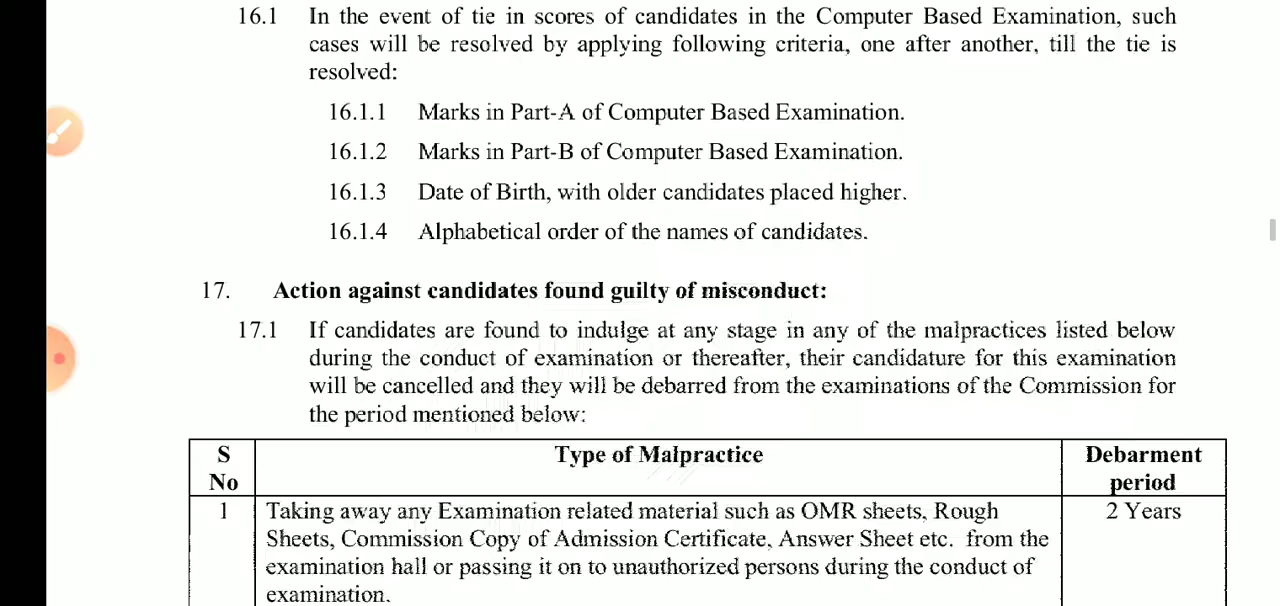 16.1 In the event of tie in scores of candidates in the Computer Based Examination, such
cases will be resolved by applying following criteria, one after another, till the tie is
resolved:
16.1.1 Marks in Part-A of Computer Based Examination.
16.1.2 Marks in Part-B of Computer Based Examination.
16.1.3 Date of Birth, with older candidates placed higher.
16.1.4 Alphabetical order of the names of candidates.
17. Action against candidates found guilty of misconduct:
17.1 If candidates are found to indulge at any stage in any of the malpractices listed below
during the conduct of examination or thereafter, their candidature for this examination
will be cancelled and they will be debarred from the examinations of the Commission for
the period mentioned below:
S No Type of Malpractice Debarment period
1 Taking away any Examination related material such as OMR sheets, Rough 2 Years
Sheets, Commission Copy of Admission Certificate, Answer Sheet etc. from the
examination hall or passing it on to unauthorized persons during the conduct of
examination.